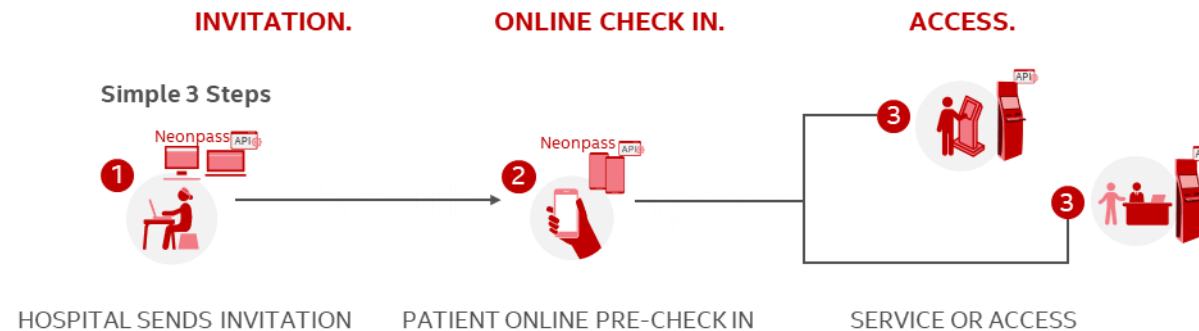 INVITATION.
ONLINE CHECK IN.
ACCESS.
Simple 3 Steps
Neonpass
API
1
Neonpass
API
2
API
3
3
HOSPITAL SENDS INVITATION
PATIENT ONLINE PRE-CHECK IN
SERVICE OR ACCESS